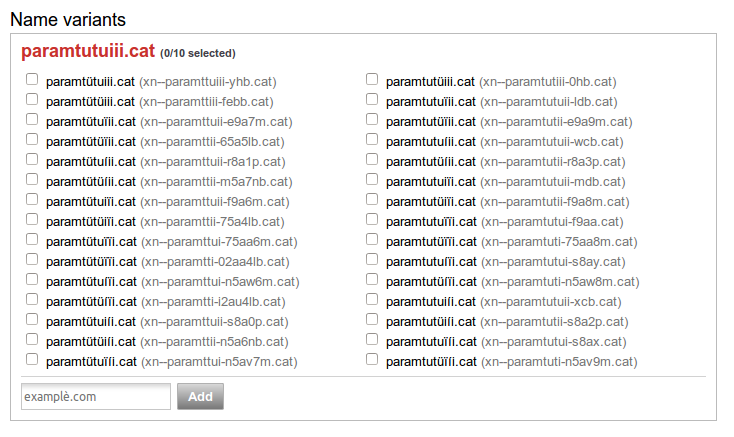 Name variants
paramtutuiii.cat (0/10 selected)
paramtütuiii.cat (xn--paramttuiii-yhb.cat) paramtutüiii.cat (xn--paramtutiii-0hb.cat)
paramtütüiii.cat (xn--paramttiii-febb.cat) paramtutuïii.cat (xn--paramtutuii-ldb.cat)
paramtütuïii.cat (xn--paramttuii-e9a7m.cat) paramtutüïii.cat (xn--paramtutii-e9a9m.cat)
paramtütüïii.cat (xn--paramttii-65a5lb.cat) paramtutuíii.cat (xn--paramtutuii-wcb.cat)
paramtütuíii.cat (xn--paramttuii-r8a1p.cat) paramtutüíii.cat (xn--paramtutii-r8a3p.cat)
paramtütüíii.cat (xn--paramttii-m5a7nb.cat) paramtutuiïi.cat (xn--paramtutuii-mdb.cat)
paramtütuiïi.cat (xn--paramttuii-f9a6m.cat) paramtutüiïi.cat (xn--paramtutii-f9a8m.cat)
paramtütüiïi.cat (xn--paramttii-75a4lb.cat) paramtutuïïi.cat (xn--paramtutui-f9aa.cat)
paramtütuïïi.cat (xn--paramttui-75aa6m.cat) paramtutüïïi.cat (xn--paramtuti-75aa8m.cat)
paramtütüïïi.cat (xn--paramtti-02aa4lb.cat) paramtutuíïi.cat (xn--paramtutui-s8ay.cat)
paramtütuíïi.cat (xn--paramttui-n5aw6m.cat) paramtutüíïi.cat (xn--paramtuti-n5aw8m.cat)
paramtütüíïi.cat (xn--paramtti-i2au4lb.cat) paramtutuiíi.cat (xn--paramtutuii-xcb.cat)
paramtütuiíi.cat (xn--paramttuii-s8a0p.cat) paramtutüiíi.cat (xn--paramtutii-s8a2p.cat)
paramtütüiíi.cat (xn--paramttii-n5a6nb.cat) paramtutuïíi.cat (xn--paramtutui-s8ax.cat)
paramtütuïíi.cat (xn--paramttui-n5av7m.cat) paramtutüïíi.cat (xn--paramtuti-n5av9m.cat)
examplè.com Add